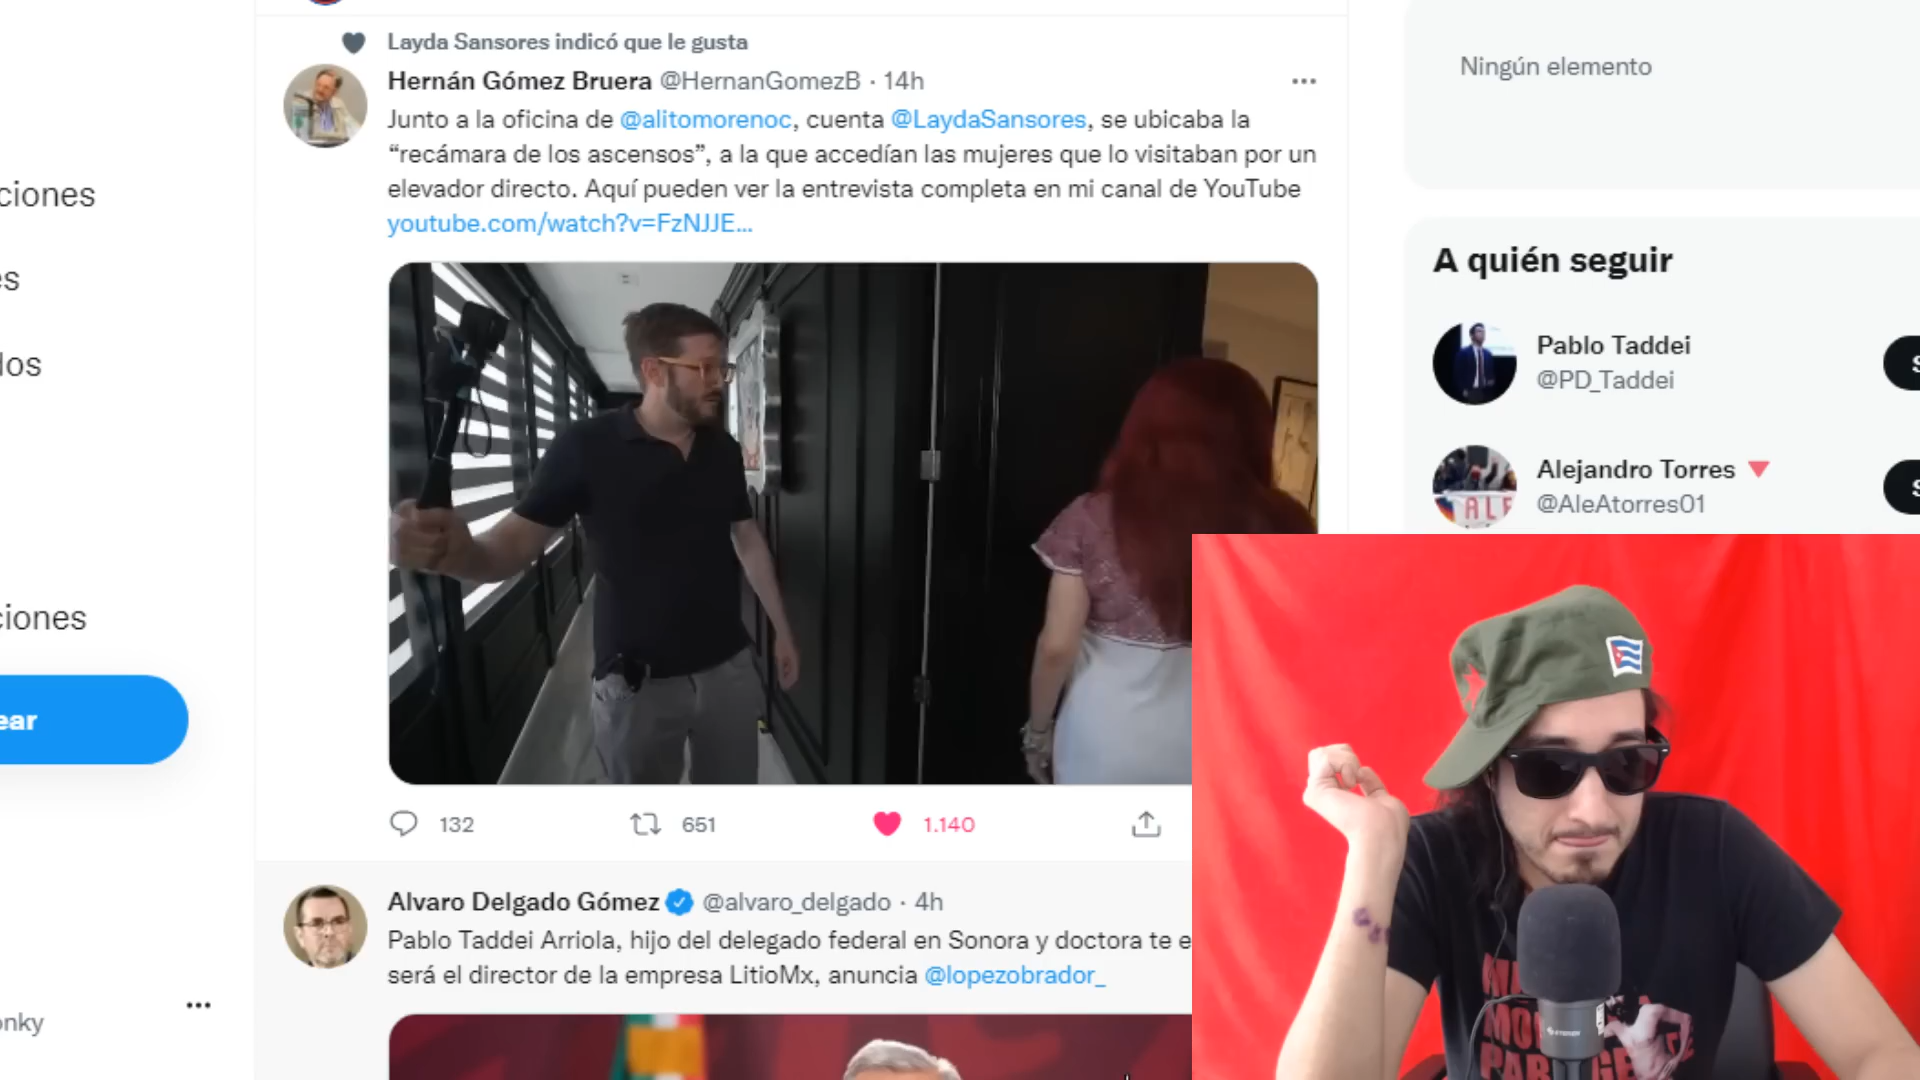 Layda Sansores indicó que le gusta
Hernán Gómez Bruera @HernanGomezB · 14h
Junto a la oficina de @alitomorenoc, cuenta @LaydaSansores, se ubicaba la
“recámara de los ascensos”, a la que accedían las mujeres que lo visitaban por un
elevador directo. Aquí pueden ver la entrevista completa en mi canal de YouTube
youtube.com/watch?v=FzNJJE...
132 651 1.140
Alvaro Delgado Gómez @alvaro_delgado · 4h
Pablo Taddei Arriola, hijo del delegado federal en Sonora y doctora te e
será el director de la empresa LitioMx, anuncia @lopezobrador_
ciones
es
dos
ciones
ear
onky
Ningún elemento
A quién seguir
Pablo Taddei
@PD_Taddei
S
Alejandro Torres
@AleAtorres01
S
ALE